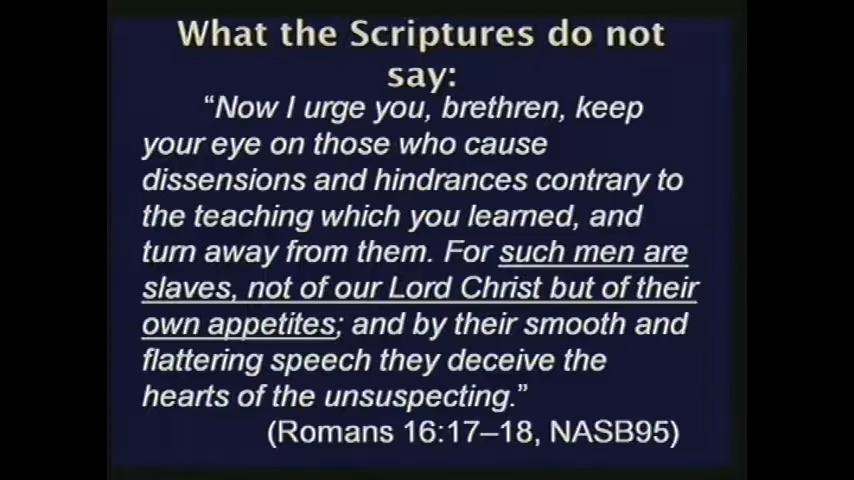 What the Scriptures do not
say:
“Now I urge you, brethren, keep
your eye on those who cause
dissensions and hindrances contrary to
the teaching which you learned, and
turn away from them. For such men are
slaves, not of our Lord Christ but of their
own appetites; and by their smooth and
flattering speech they deceive the
hearts of the unsuspecting.”
(Romans 16:17–18, NASB95)